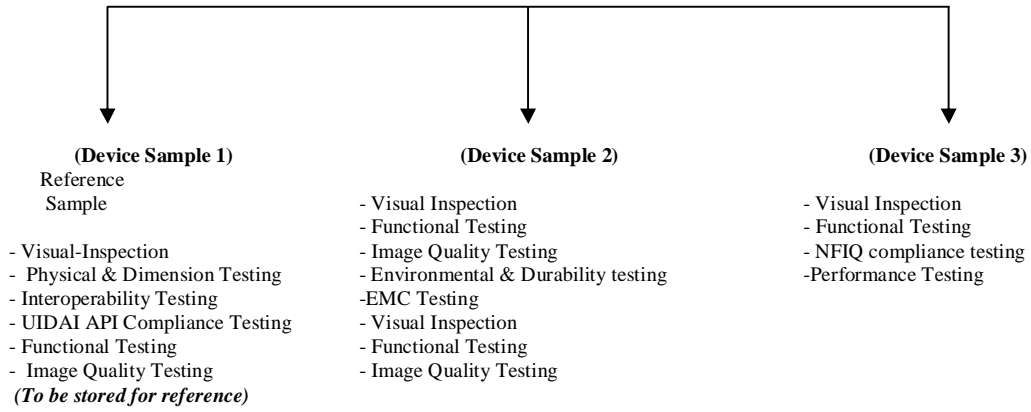 (Device Sample 1)
Reference
Sample
- Visual-Inspection
- Physical & Dimension Testing
- Interoperability Testing
- UIDAI API Compliance Testing
- Functional Testing
- Image Quality Testing
(To be stored for reference)
(Device Sample 2)
- Visual Inspection
- Functional Testing
- Image Quality Testing
- Environmental & Durability testing
-EMC Testing
- Visual Inspection
- Functional Testing
- Image Quality Testing
(Device Sample 3)
- Visual Inspection
- Functional Testing
- NFIQ compliance testing
-Performance Testing